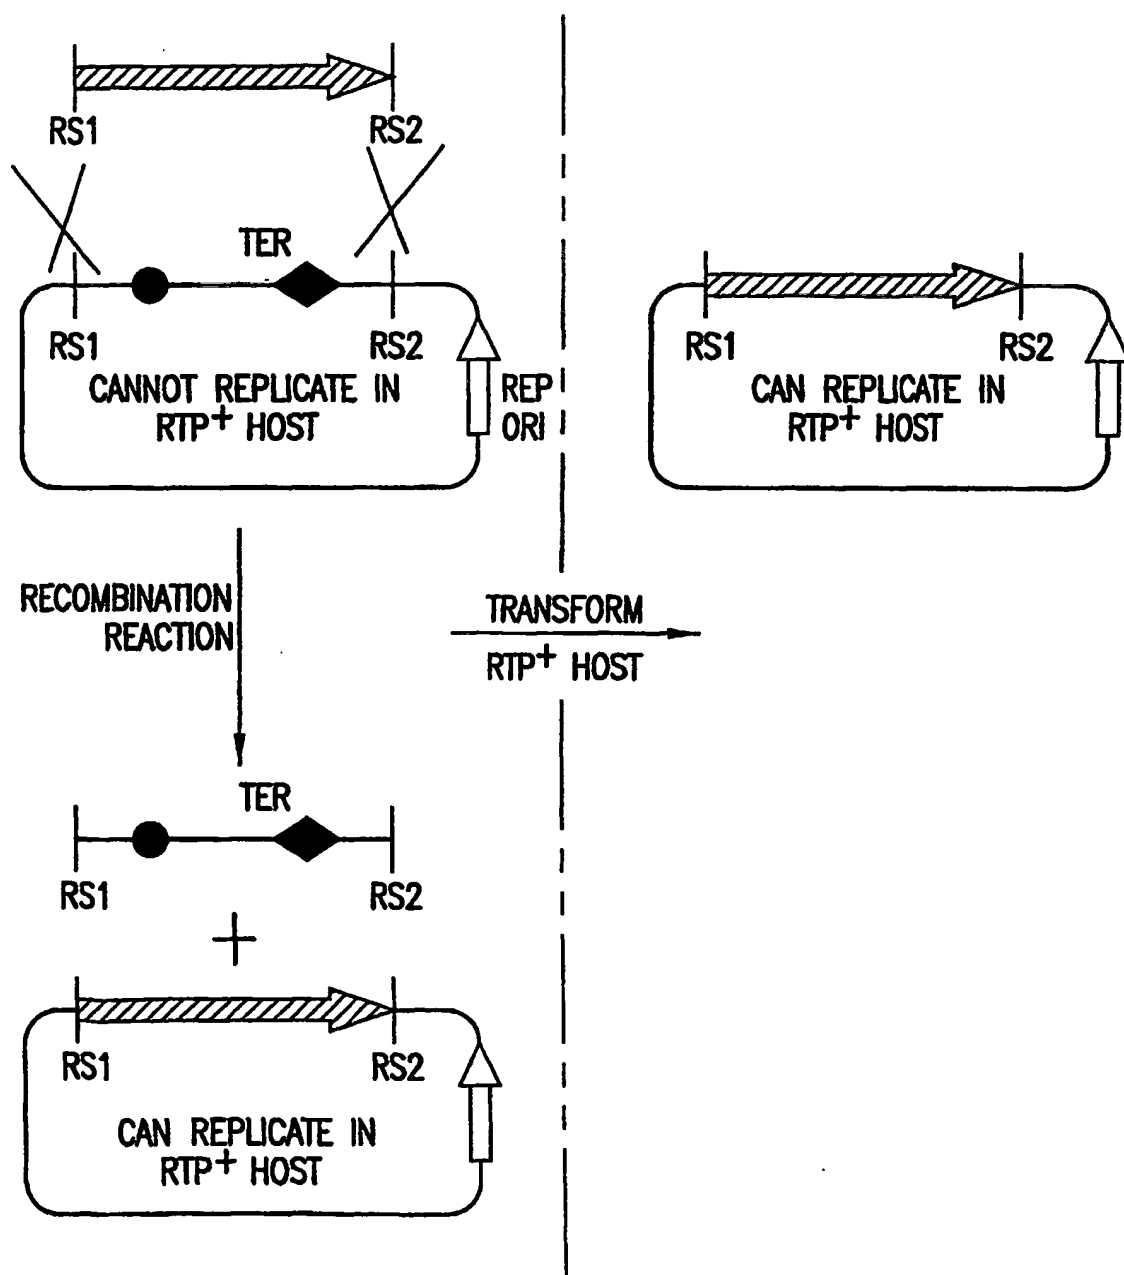 RS1 RS2
TER
RS1 RS2
CANNOT REPLICATE IN
RTP+ HOST
REP
ORI
RS1 RS2
CAN REPLICATE IN
RTP+ HOST
RECOMBINATION
REACTION
TRANSFORM
RTP+ HOST
TER
RS1 RS2
+
RS1 RS2
CAN REPLICATE IN
RTP+ HOST